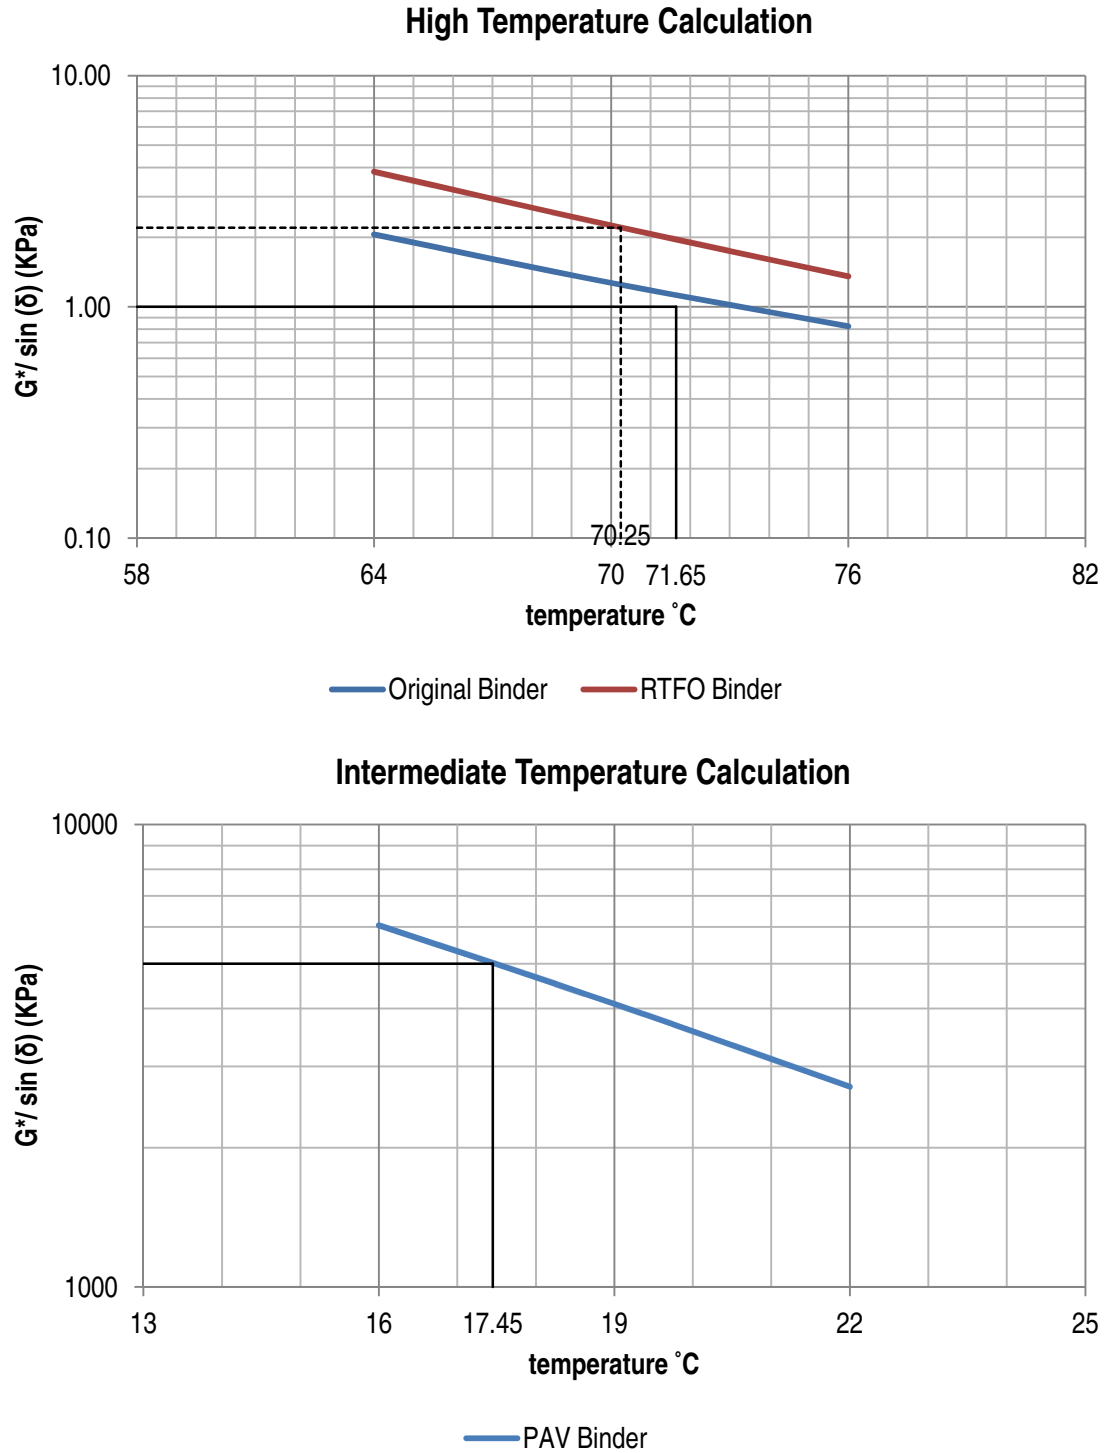 High Temperature Calculation
10.00
1.00
0.10
G*/ sin (δ) (KPa)
70.25
58 64 70 71.65 76 82
temperature ˚C
Original Binder RTFO Binder
Intermediate Temperature Calculation
10000
1000
G*/ sin (δ) (KPa)
13 16 17.45 19 22 25
temperature ˚C
PAV Binder